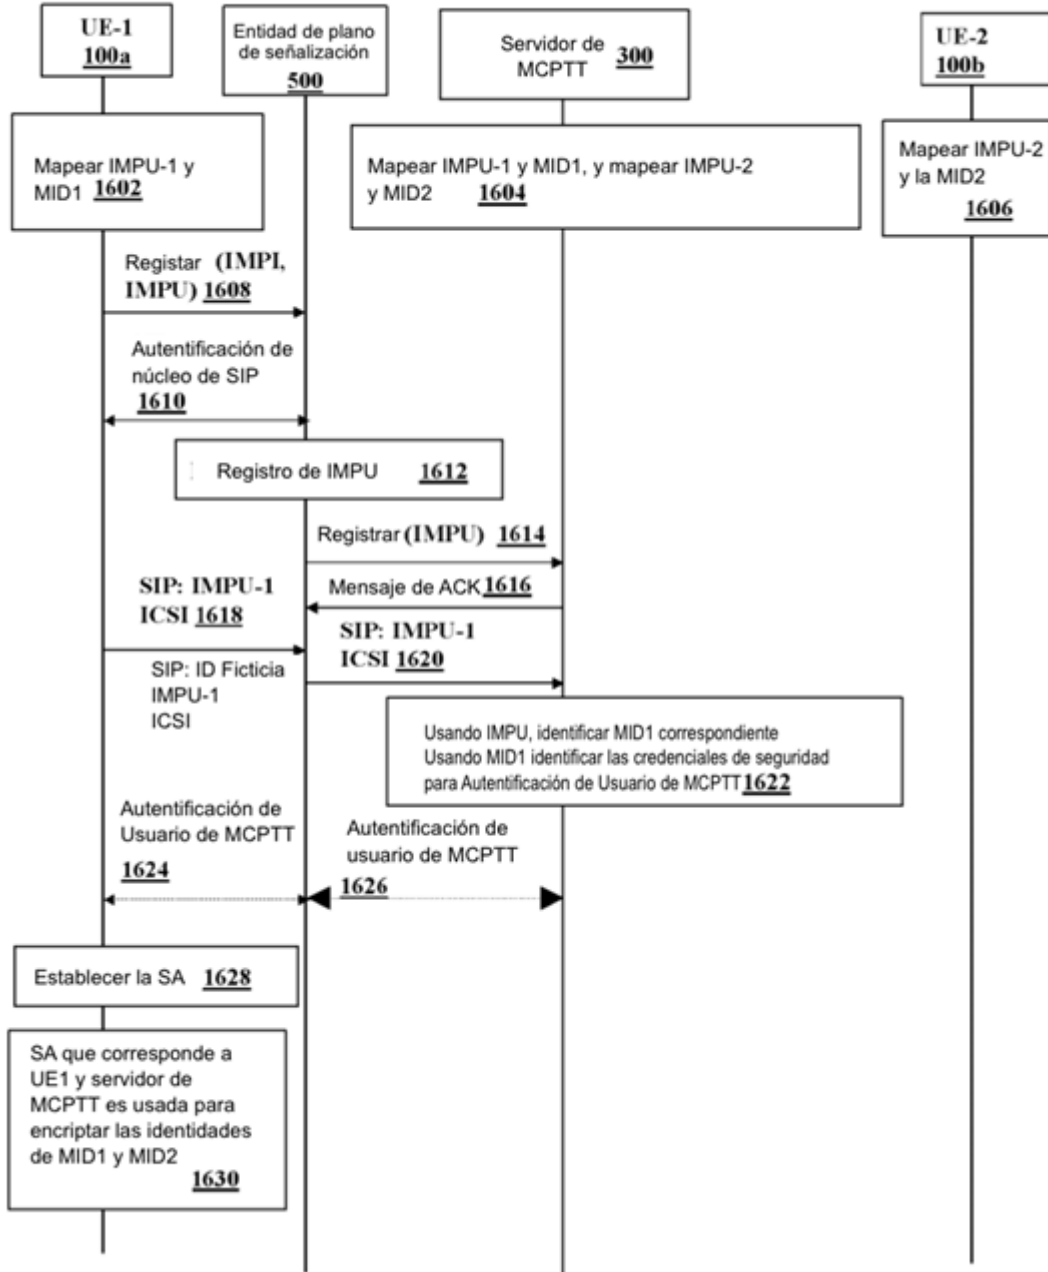 UE-1
100a
Entidad de plano
de señalización
500
Servidor de
MCPTT 300
UE-2
100b
Mapear IMPU-1 y
MID1 1602
Mapear IMPU-1 y MID1, y mapear IMPU-2
y MID2 1604
Mapear IMPU-2
y la MID2
1606
Registar (IMPI,
IMPU) 1608
Autentificación de
núcleo de SIP
1610
Registro de IMPU 1612
Registrar (IMPU) 1614
Mensaje de ACK 1616
SIP: IMPU-1
ICSI 1618
SIP: IMPU-1
ICSI 1620
SIP: ID Ficticia
IMPU-1
ICSI
Usando IMPU, identificar MID1 correspondiente
Usando MID1 identificar las credenciales de seguridad
para Autentificación de Usuario de MCPTT 1622
Autentificación de
Usuario de MCPTT
1624
Autentificación de
usuario de MCPTT
1626
Establecer la SA 1628
SA que corresponde a
UE1 y servidor de
MCPTT es usada para
encriptar las identidades
de MID1 y MID2
1630